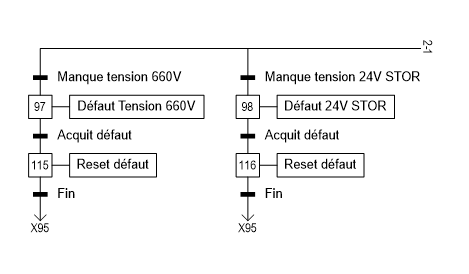 2-1
Manque tension 660V
Manque tension 24V STOR
97
Défaut Tension 660V
98
Défaut 24V STOR
Acquit défaut
Acquit défaut
115
Reset défaut
116
Reset défaut
Fin
Fin
X95
X95